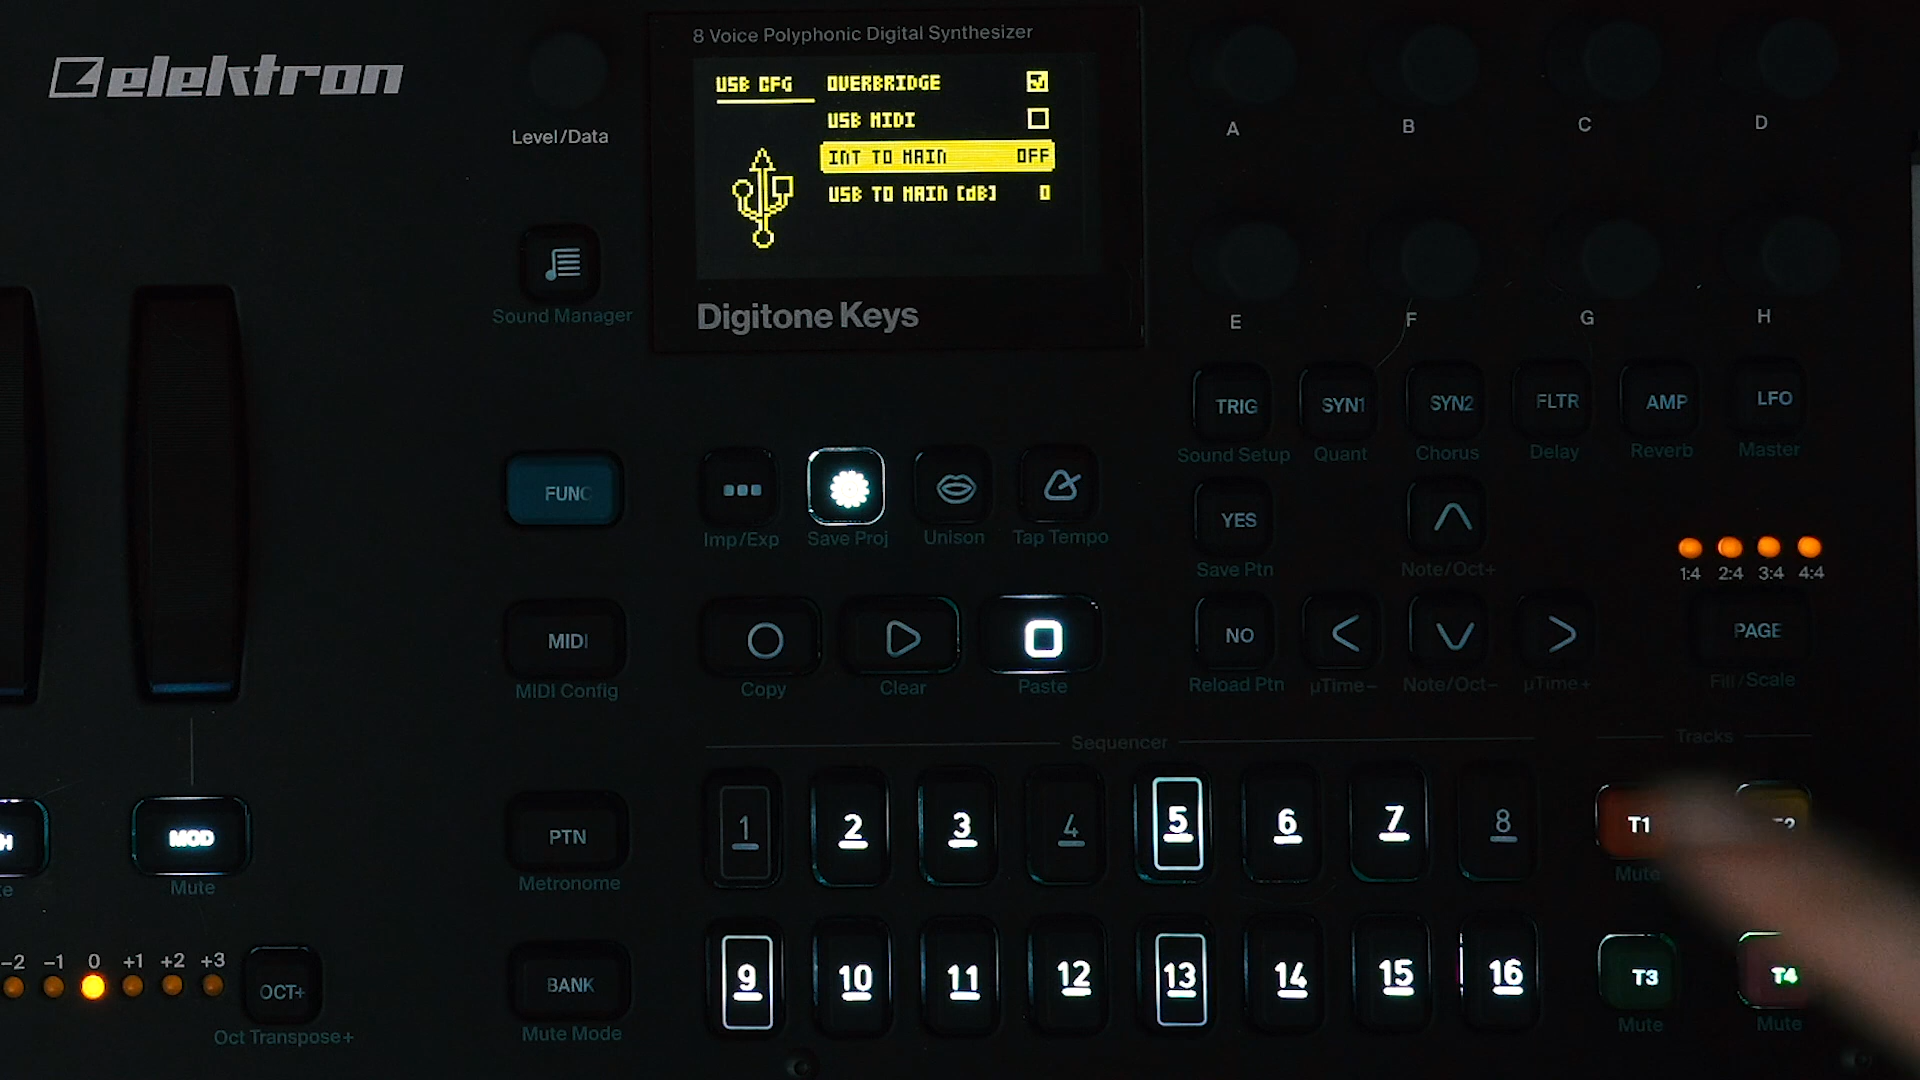 elektron
8 Voice Polyphonic Digital Synthesizer
USB CFG
OVERBRIDGE
USB MIDI
INT TO MAIN OFF
USB TO MAIN [dB] 0
Digitone Keys
Level/Data
Sound Manager
A B C D
E F G H
TRIG SYN1 SYN2 FLTR AMP LFO
Sound Setup Quant Chorus Delay Reverb Master
FUNC
Imp/Exp Save Proj Unison Tap Tempo
YES
Save Ptn Note/Oct+
1:4 2:4 3:4 4:4
MIDI
MIDI Config
Copy Clear Paste
NO
PAGE
Reload Ptn µTime− Note/Oct− µTime+ Fill/Scale
Sequencer
Tracks
MOD
Mute
PTN
Metronome
1 2 3 4 5 6 7 8
T1
Mute
−2 −1 0 +1 +2 +3
OCT+
Oct Transpose+
BANK
Mute Mode
9 10 11 12 13 14 15 16
T3 T4
Mute Mute